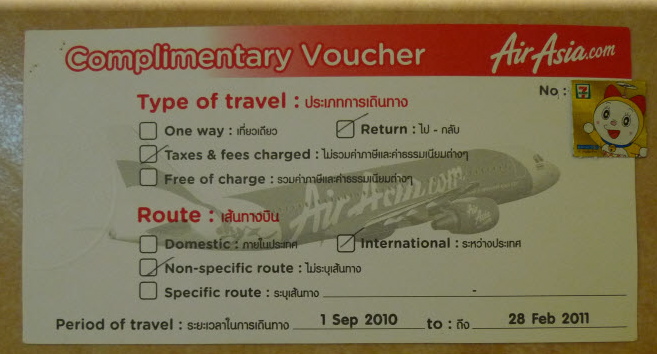 Complimentary Voucher AirAsia.com
No :
Type of travel : ประเภทการเดินทาง
One way : เที่ยวเดียว Return : ไป - กลับ
Taxes & fees charged : ไม่รวมค่าภาษีและค่าธรรมเนียมต่างๆ
Free of charge : รวมค่าภาษีและค่าธรรมเนียมต่างๆ
AirAsia.com
Route : เส้นทางบิน
Domestic : ภายในประเทศ International : ระหว่างประเทศ
Non-specific route : ไม่ระบุเส้นทาง
Specific route : ระบุเส้นทาง -
Period of travel : ระยะเวลาในการเดินทาง 1 Sep 2010 to : ถึง 28 Feb 2011